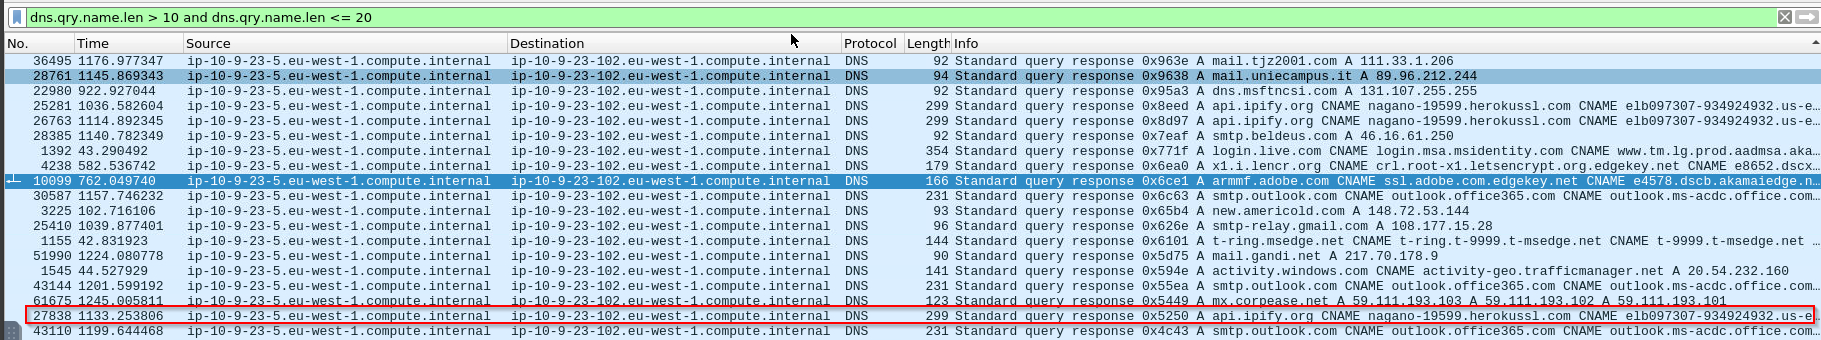 dns.qry.name.len > 10 and dns.qry.name.len <= 20
No. Time Source Destination Protocol Length Info
36495 1176.977347 ip-10-9-23-5.eu-west-1.compute.internal ip-10-9-23-102.eu-west-1.compute.internal DNS 92 Standard query response 0x963e A mail.tjz2001.com A 111.33.1.206
28761 1145.869343 ip-10-9-23-5.eu-west-1.compute.internal ip-10-9-23-102.eu-west-1.compute.internal DNS 94 Standard query response 0x9638 A mail.uniecampus.it A 89.96.212.244
22980 922.927044 ip-10-9-23-5.eu-west-1.compute.internal ip-10-9-23-102.eu-west-1.compute.internal DNS 92 Standard query response 0x95a3 A dns.msftncsi.com A 131.107.255.255
25281 1036.582604 ip-10-9-23-5.eu-west-1.compute.internal ip-10-9-23-102.eu-west-1.compute.internal DNS 299 Standard query response 0x8eed A api.ipify.org CNAME nagano-19599.herokussl.com CNAME elb097307-934924932.us-e…
26763 1114.892345 ip-10-9-23-5.eu-west-1.compute.internal ip-10-9-23-102.eu-west-1.compute.internal DNS 299 Standard query response 0x8d97 A api.ipify.org CNAME nagano-19599.herokussl.com CNAME elb097307-934924932.us-e…
28385 1140.782349 ip-10-9-23-5.eu-west-1.compute.internal ip-10-9-23-102.eu-west-1.compute.internal DNS 92 Standard query response 0x7eaf A smtp.beldeus.com A 46.16.61.250
1392 43.290492 ip-10-9-23-5.eu-west-1.compute.internal ip-10-9-23-102.eu-west-1.compute.internal DNS 354 Standard query response 0x771f A login.live.com CNAME login.msa.msidentity.com CNAME www.tm.lg.prod.aadmsa.aka…
4238 582.536742 ip-10-9-23-5.eu-west-1.compute.internal ip-10-9-23-102.eu-west-1.compute.internal DNS 179 Standard query response 0x6ea0 A x1.i.lencr.org CNAME crl.root-x1.letsencrypt.org.edgekey.net CNAME e8652.dscx…
10099 762.049740 ip-10-9-23-5.eu-west-1.compute.internal ip-10-9-23-102.eu-west-1.compute.internal DNS 166 Standard query response 0x6ce1 A armmf.adobe.com CNAME ssl.adobe.com.edgekey.net CNAME e4578.dscb.akamaiedge.n…
30587 1157.746232 ip-10-9-23-5.eu-west-1.compute.internal ip-10-9-23-102.eu-west-1.compute.internal DNS 231 Standard query response 0x6c63 A smtp.outlook.com CNAME outlook.office365.com CNAME outlook.ms-acdc.office.com…
3225 102.716106 ip-10-9-23-5.eu-west-1.compute.internal ip-10-9-23-102.eu-west-1.compute.internal DNS 93 Standard query response 0x65b4 A new.americold.com A 148.72.53.144
25410 1039.877401 ip-10-9-23-5.eu-west-1.compute.internal ip-10-9-23-102.eu-west-1.compute.internal DNS 96 Standard query response 0x626e A smtp-relay.gmail.com A 108.177.15.28
1155 42.831923 ip-10-9-23-5.eu-west-1.compute.internal ip-10-9-23-102.eu-west-1.compute.internal DNS 144 Standard query response 0x6101 A t-ring.msedge.net CNAME t-ring.t-9999.t-msedge.net CNAME t-9999.t-msedge.net …
51990 1224.080778 ip-10-9-23-5.eu-west-1.compute.internal ip-10-9-23-102.eu-west-1.compute.internal DNS 90 Standard query response 0x5d75 A mail.gandi.net A 217.70.178.9
1545 44.527929 ip-10-9-23-5.eu-west-1.compute.internal ip-10-9-23-102.eu-west-1.compute.internal DNS 141 Standard query response 0x594e A activity.windows.com CNAME activity-geo.trafficmanager.net A 20.54.232.160
43144 1201.599192 ip-10-9-23-5.eu-west-1.compute.internal ip-10-9-23-102.eu-west-1.compute.internal DNS 231 Standard query response 0x55ea A smtp.outlook.com CNAME outlook.office365.com CNAME outlook.ms-acdc.office.com…
61675 1245.005811 ip-10-9-23-5.eu-west-1.compute.internal ip-10-9-23-102.eu-west-1.compute.internal DNS 123 Standard query response 0x5449 A mx.corpease.net A 59.111.193.103 A 59.111.193.102 A 59.111.193.101
27838 1133.253806 ip-10-9-23-5.eu-west-1.compute.internal ip-10-9-23-102.eu-west-1.compute.internal DNS 299 Standard query response 0x5250 A api.ipify.org CNAME nagano-19599.herokussl.com CNAME elb097307-934924932.us-e…
43110 1199.644468 ip-10-9-23-5.eu-west-1.compute.internal ip-10-9-23-102.eu-west-1.compute.internal DNS 231 Standard query response 0x4c43 A smtp.outlook.com CNAME outlook.office365.com CNAME outlook.ms-acdc.office.com…